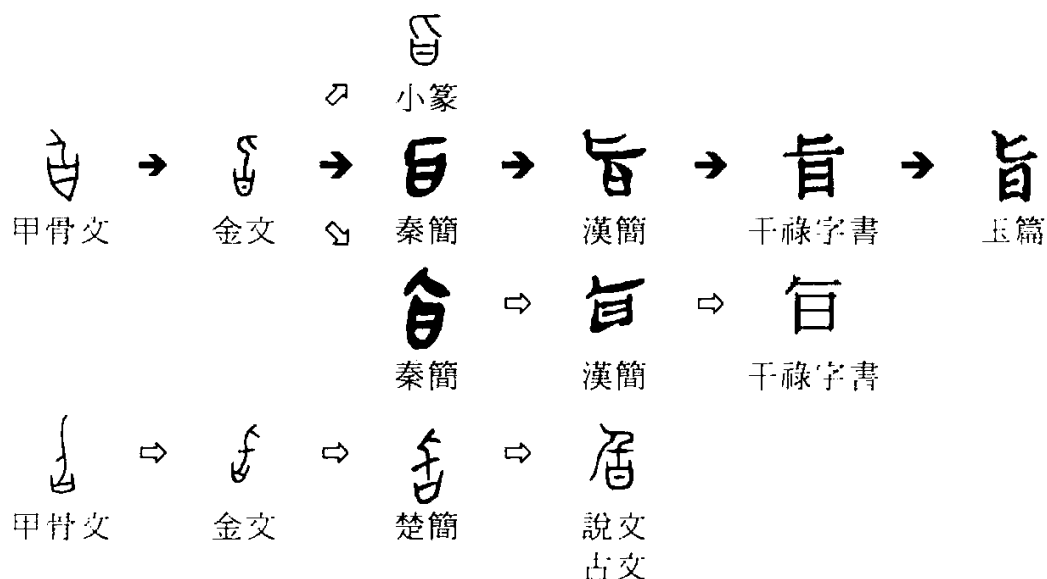 小篆
甲骨文 金文 秦簡 漢簡 干祿字書 玉篇
秦簡 漢簡 干祿字書
甲骨文 金文 楚簡 說文
古文